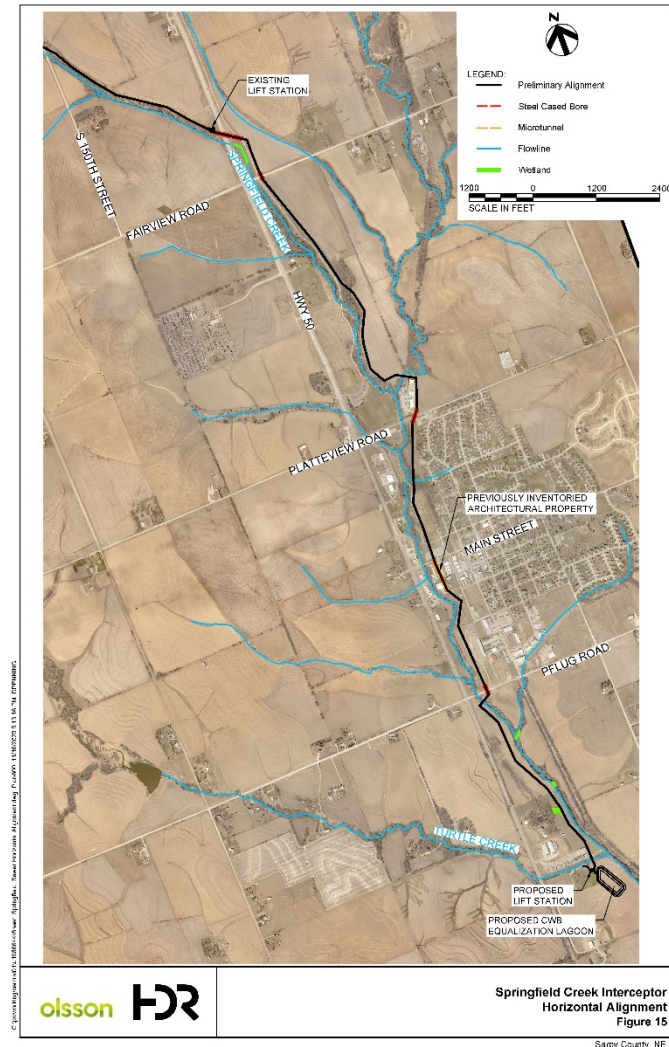 N
LEGEND:
Preliminary Alignment
Steel Cased Bore
Microtunnel
Flowline
Wetland
1200 0 1200 2400
SCALE IN FEET
EXISTING
LIFT STATION
S 150TH STREET
FAIRVIEW ROAD
SPRINGFIELD CREEK
HWY 50
PLATTEVIEW ROAD
PREVIOUSLY INVENTORIED
ARCHITECTURAL PROPERTY
MAIN STREET
PFLUG ROAD
TURTLE CREEK
PROPOSED
LIFT STATION
PROPOSED CWB
EQUALIZATION LAGOON
olsson HDR
Springfield Creek Interceptor
Horizontal Alignment
Figure 15
Sarpy County, NE